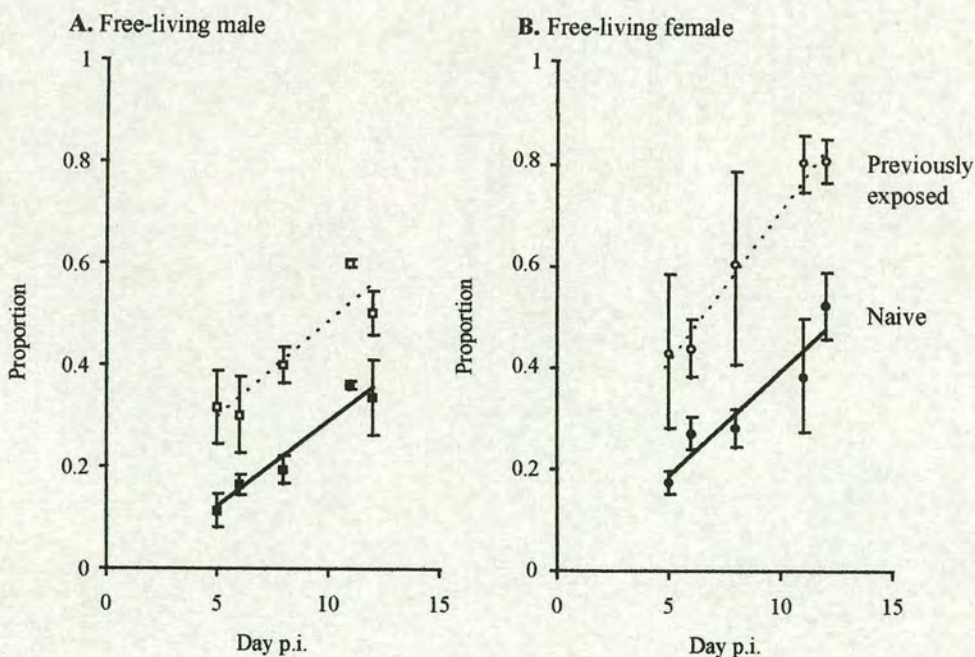 A. Free-living male
1
0.8
0.6
0.4
0.2
0
Proportion
0
5
10
15
Day p.i.
B. Free-living female
1
0.8
0.6
0.4
0.2
0
Proportion
0
5
10
15
Day p.i.
Previously
exposed
Naive